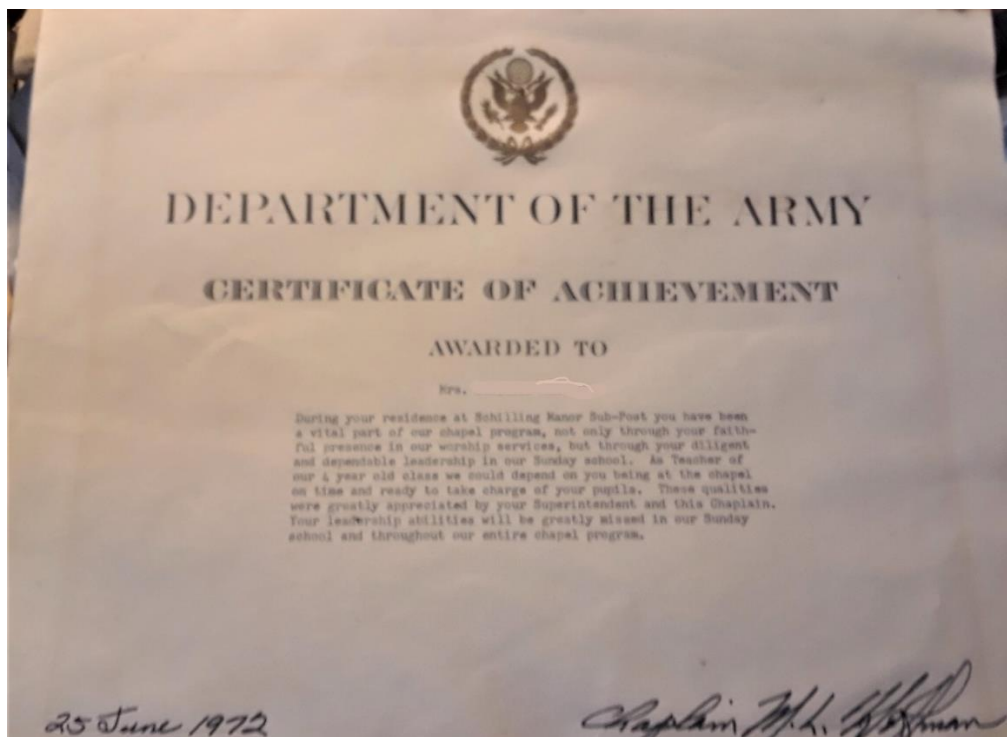 DEPARTMENT OF THE ARMY
CERTIFICATE OF ACHIEVEMENT
AWARDED TO
Mrs.
During your residence at Schilling Manor Sub-Post you have been
a vital part of our chapel program, not only through your faith-
ful presence in our worship services, but through your diligent
and dependable leadership in our Sunday school. As Teacher of
our 4 year old class we could depend on you being at the chapel
on time and ready to take charge of your pupils. These qualities
were greatly appreciated by your Superintendent and this Chaplain.
Your leadership abilities will be greatly missed in our Sunday
school and throughout our entire chapel program.
25 June 1972
Chaplain M. L.